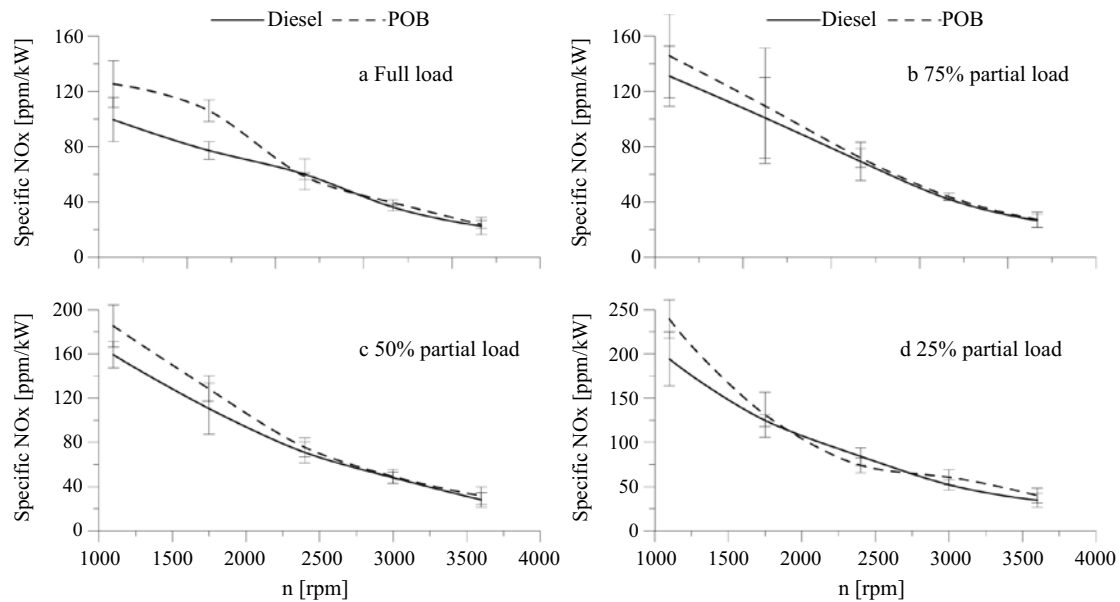 Diesel POB
Diesel POB
Specific NOx [ppm/kW]
160
120
80
40
0
a Full load
Specific NOx [ppm/kW]
160
120
80
40
0
b 75% partial load
Specific NOx [ppm/kW]
200
160
120
80
40
0
c 50% partial load
1000 1500 2000 2500 3000 3500 4000
n [rpm]
Specific NOx [ppm/kW]
250
200
150
100
50
0
d 25% partial load
1000 1500 2000 2500 3000 3500 4000
n [rpm]